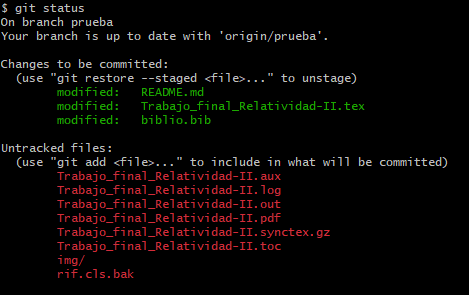 $ git status
On branch prueba
Your branch is up to date with 'origin/prueba'.
Changes to be committed:
(use "git restore --staged <file>..." to unstage)
modified: README.md
modified: Trabajo_final_Relatividad-II.tex
modified: biblio.bib
Untracked files:
(use "git add <file>..." to include in what will be committed)
Trabajo_final_Relatividad-II.aux
Trabajo_final_Relatividad-II.log
Trabajo_final_Relatividad-II.out
Trabajo_final_Relatividad-II.pdf
Trabajo_final_Relatividad-II.synctex.gz
Trabajo_final_Relatividad-II.toc
img/
rif.cls.bak